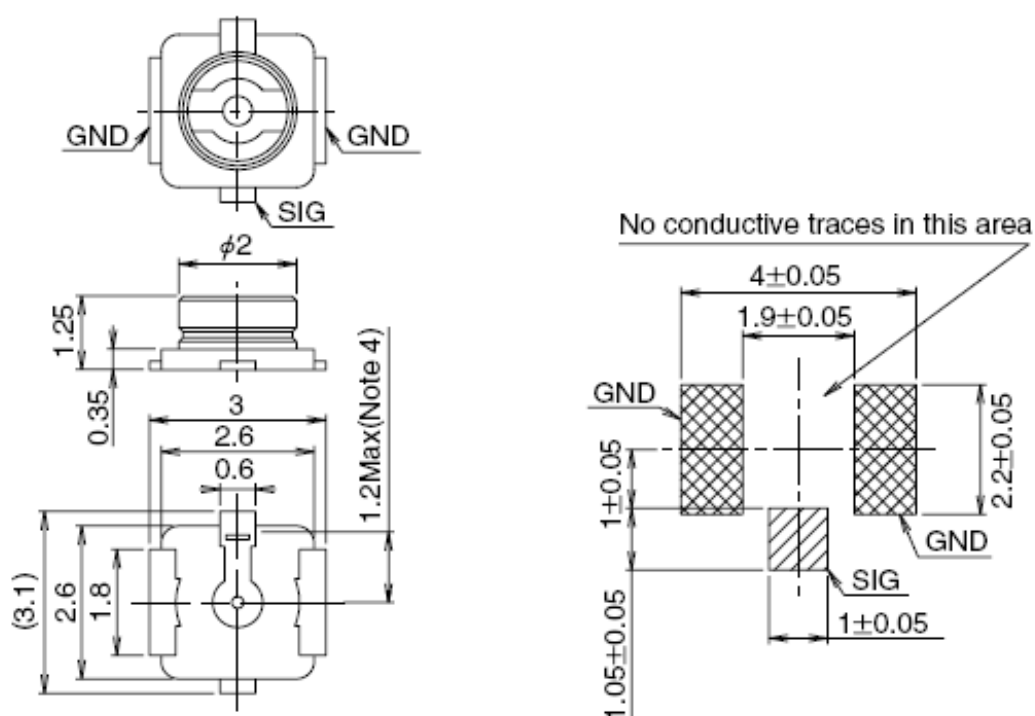 GND
GND
SIG
ϕ2
1.25
0.35
3
2.6
0.6
1.2Max(Note 4)
(3.1)
2.6
1.8
No conductive traces in this area
4±0.05
1.9±0.05
GND
1±0.05
2.2±0.05
GND
SIG
1±0.05
1.05±0.05